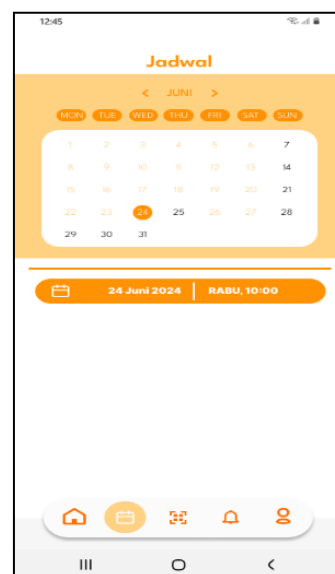 12:45
Jadwal
< JUNI >
MON TUE WED THU FRI SAT SUN
1 2 3 4 5 6 7
8 9 10 11 12 13 14
15 16 17 18 19 20 21
22 23 24 25 26 27 28
29 30 31
24 Juni 2024 | RABU, 10:00